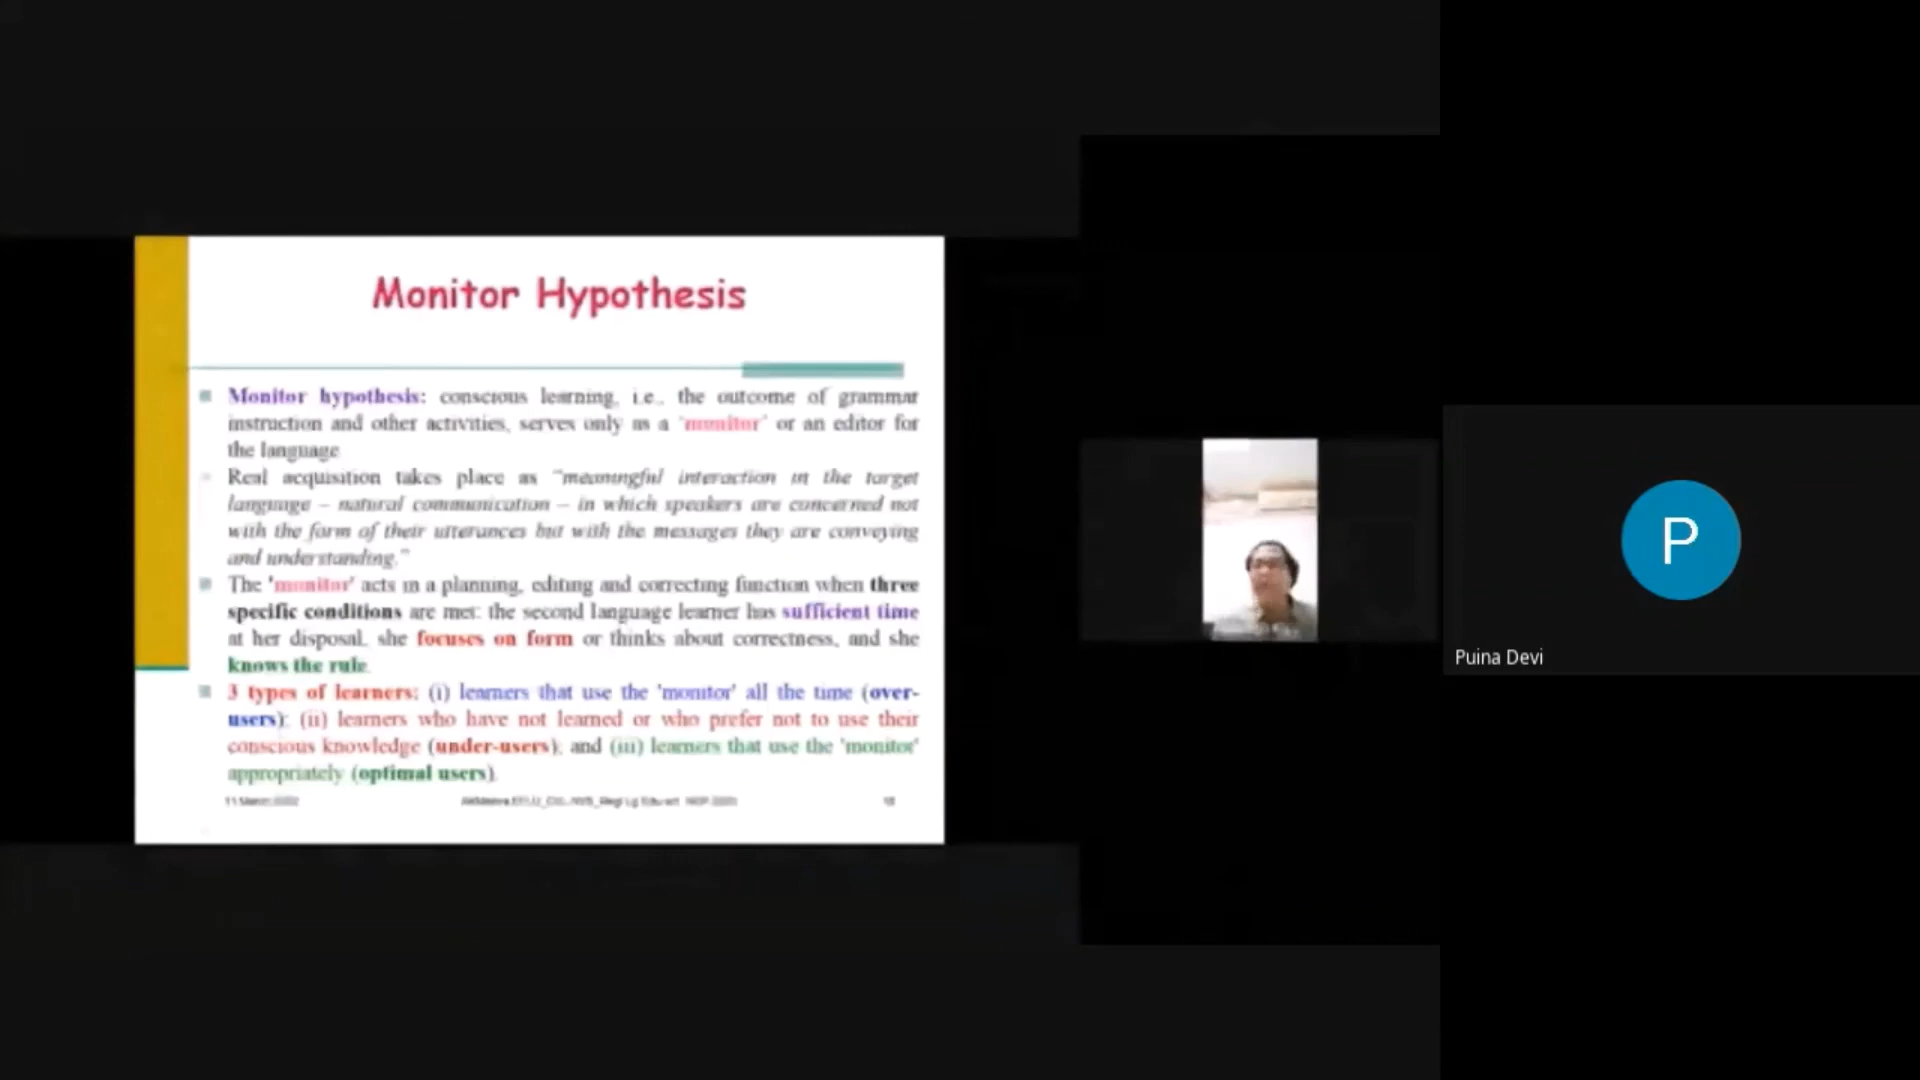 Monitor Hypothesis
Monitor hypothesis: conscious learning, i.e., the outcome of grammar
instruction and other activities, serves only as a 'monitor' or an editor for
the language
Real acquisition takes place as "meaningful interaction in the target
language – natural communication – in which speakers are concerned not
with the form of their utterances but with the messages they are conveying
and understanding."
The 'monitor' acts in a planning, editing and correcting function when three
specific conditions are met: the second language learner has sufficient time
at her disposal, she focuses on form or thinks about correctness, and she
knows the rule.
3 types of learners: (i) learners that use the 'monitor' all the time (over-
users); (ii) learners who have not learned or who prefer not to use their
conscious knowledge (under-users); and (iii) learners that use the 'monitor'
appropriately (optimal users).
11 March
P
Puina Devi